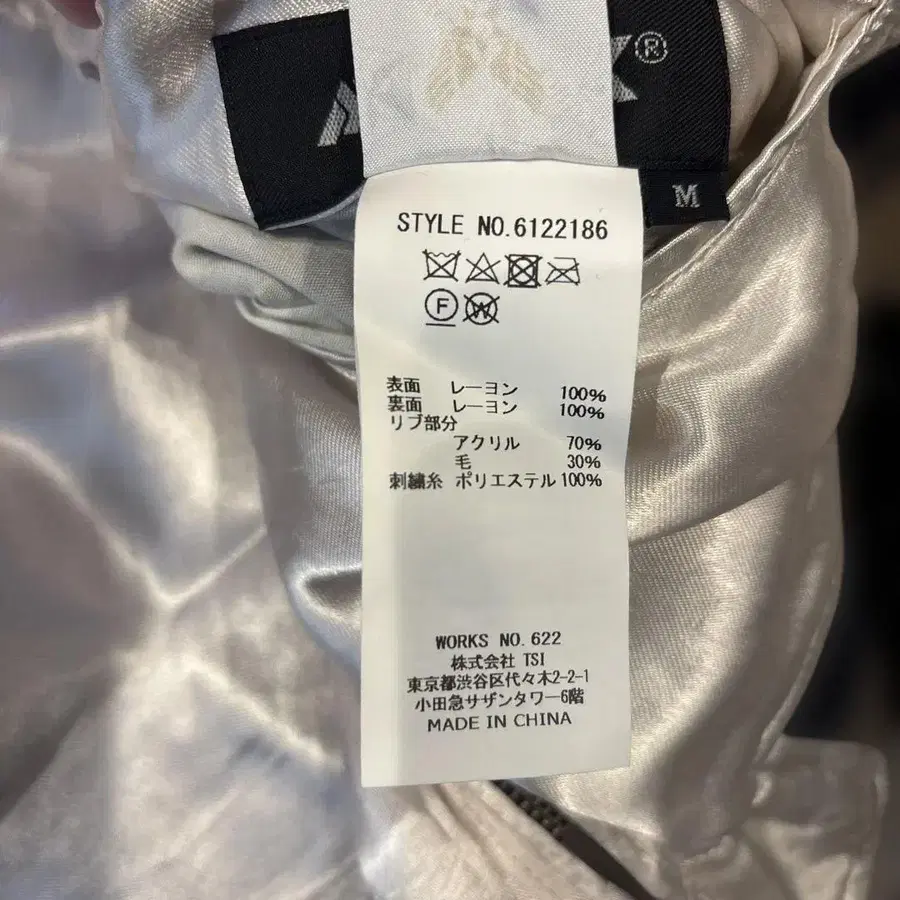 ®
M
STYLE NO.6122186
F
W
表面 レーヨン 100%
裏面 レーヨン 100%
リブ部分
アクリル 70%
毛 30%
刺繍糸 ポリエステル 100%
WORKS NO. 622
株式会社 TSI
東京都渋谷区代々木2-2-1
小田急サザンタワー6階
MADE IN CHINA